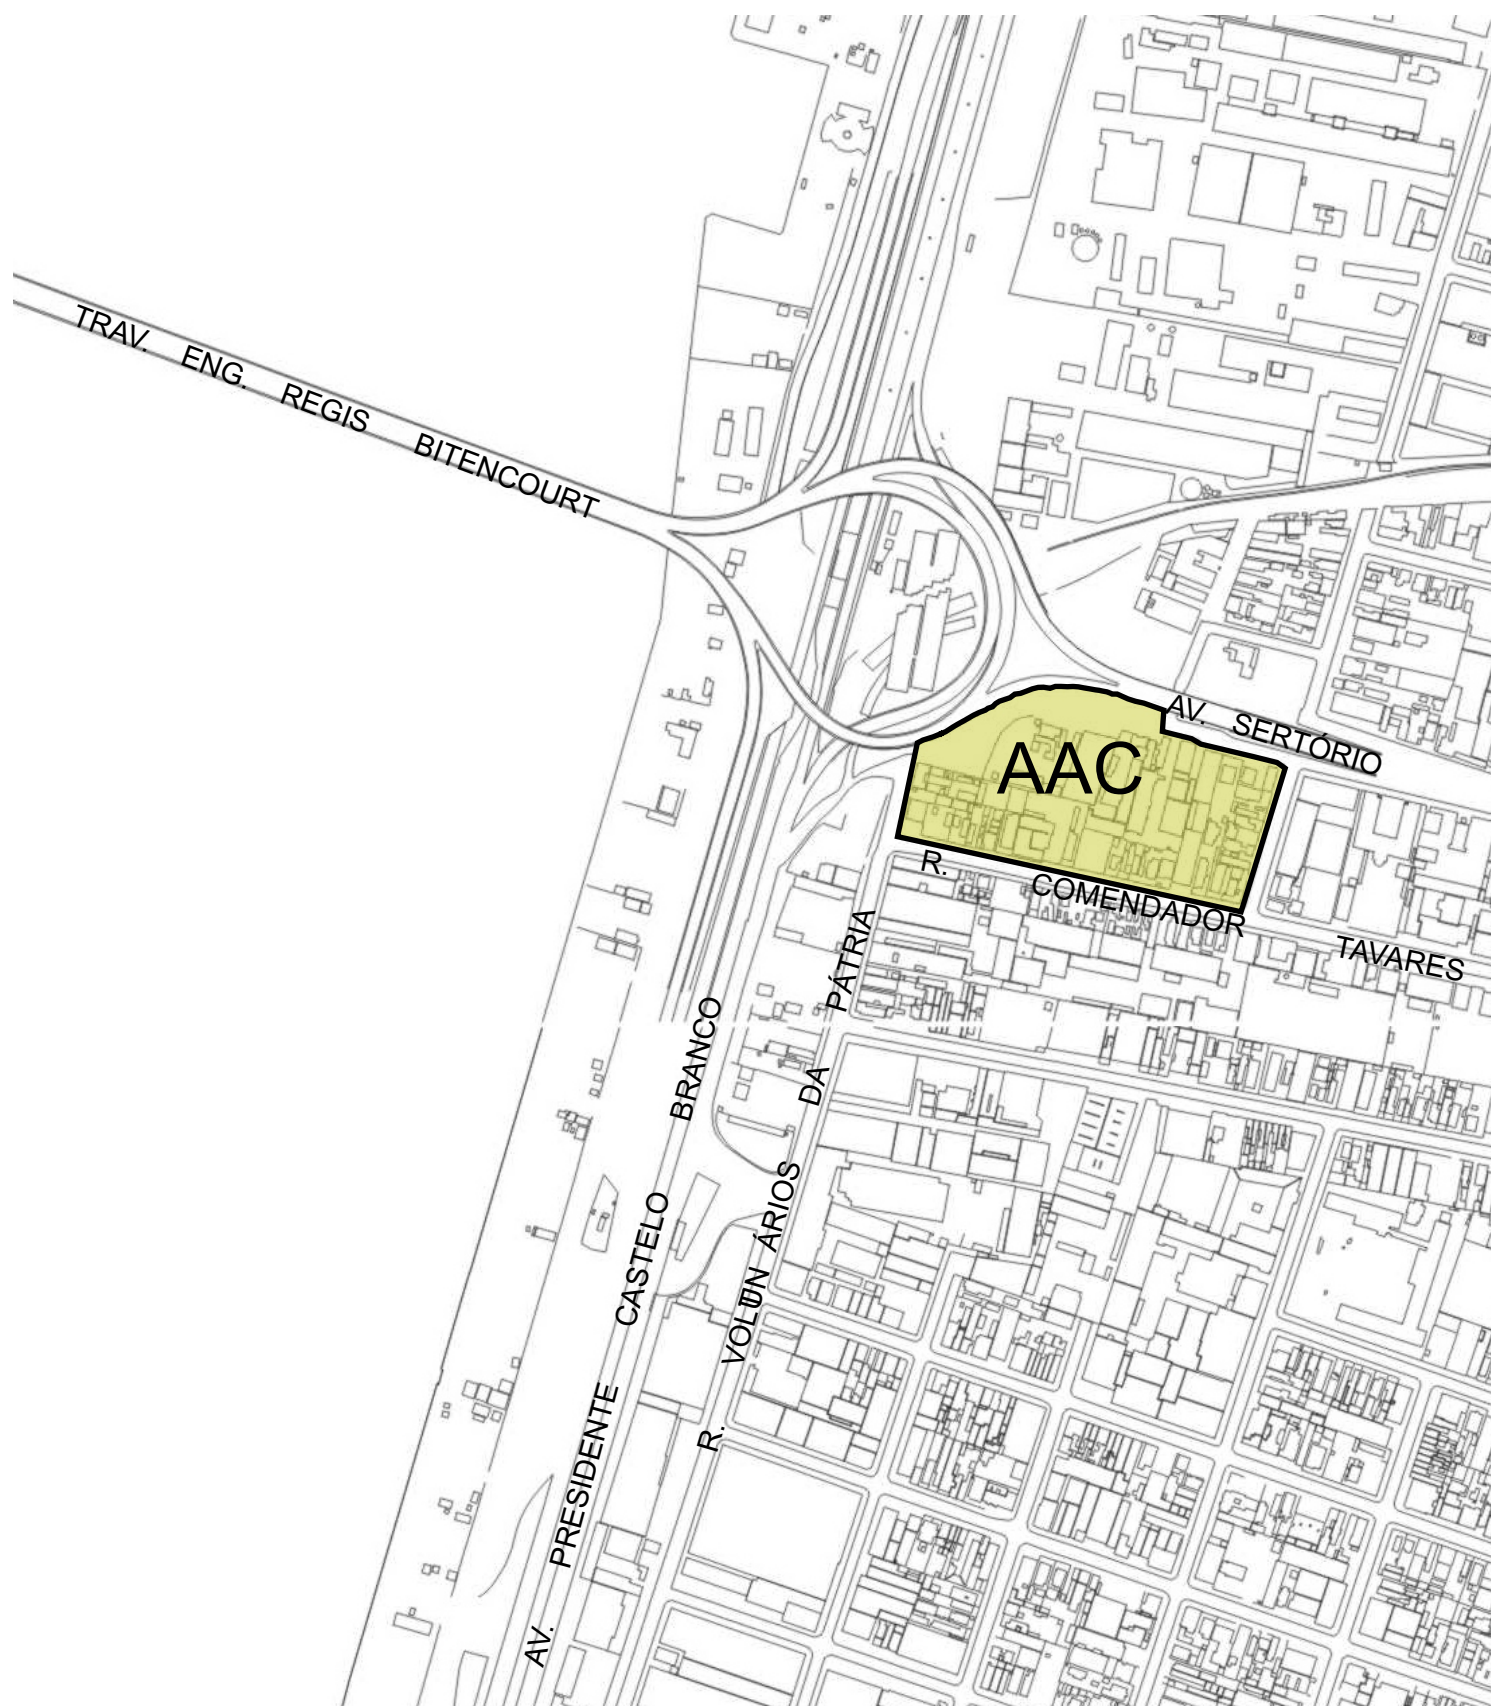 TRAV. ENG. REGIS BITENCOURT
AV. SERTÓRIO
AAC
R. COMENDADOR TAVARES
R. VOLUNTÁRIOS DA PÁTRIA
AV. PRESIDENTE CASTELO BRANCO